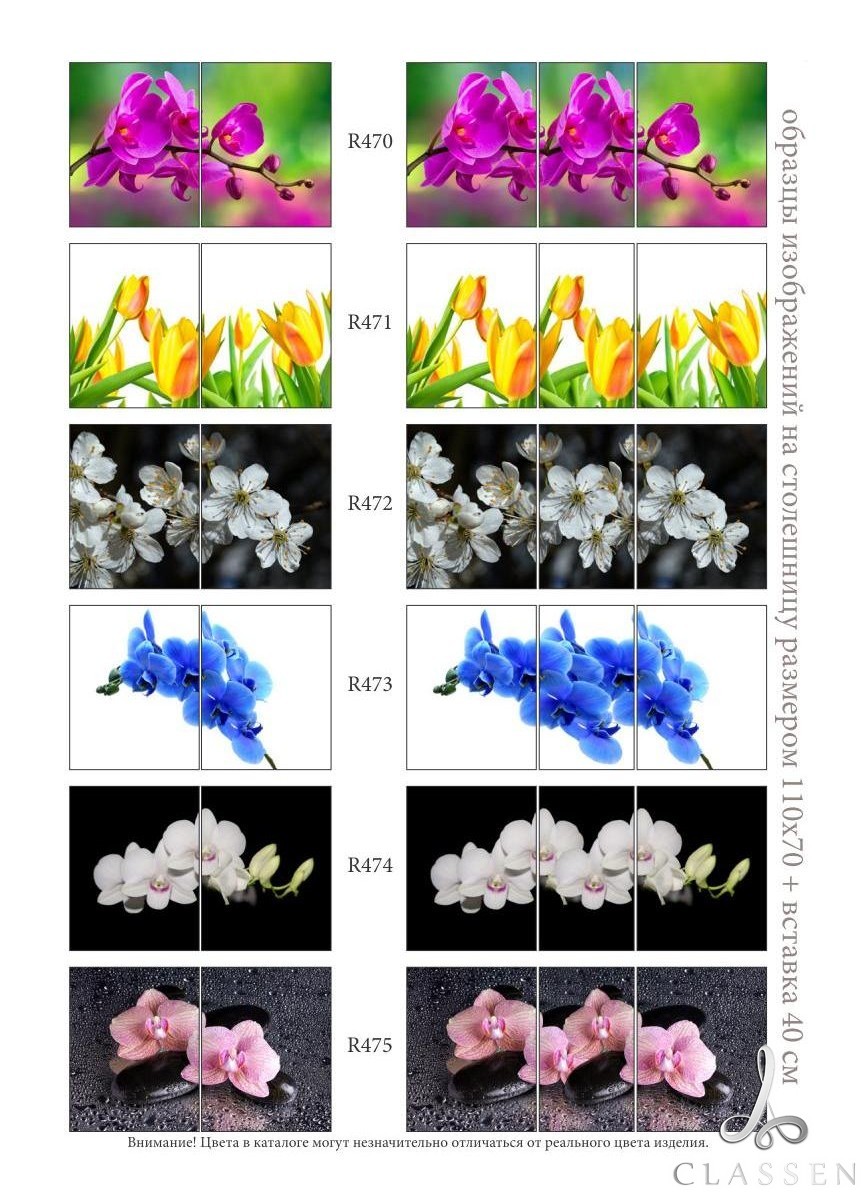 R470
R471
R472
R473
R474
R475
образцы изображений на столешницу размером 110х70 + вставка 40 см
Внимание! Цвета в каталоге могут незначительно отличаться от реального цвета изделия.
CLASSEN